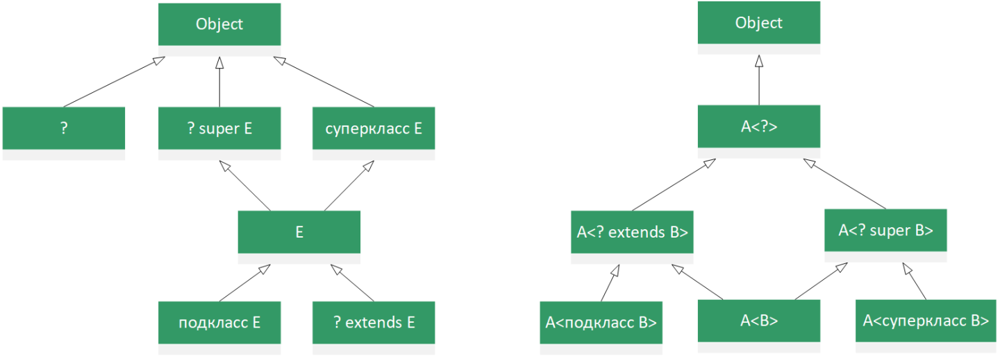 Object
?
? super E
суперкласс E
E
подкласс E
? extends E
Object
A<?>
A<? extends B>
A<? super B>
A<подкласс B>
A<B>
A<суперкласс B>